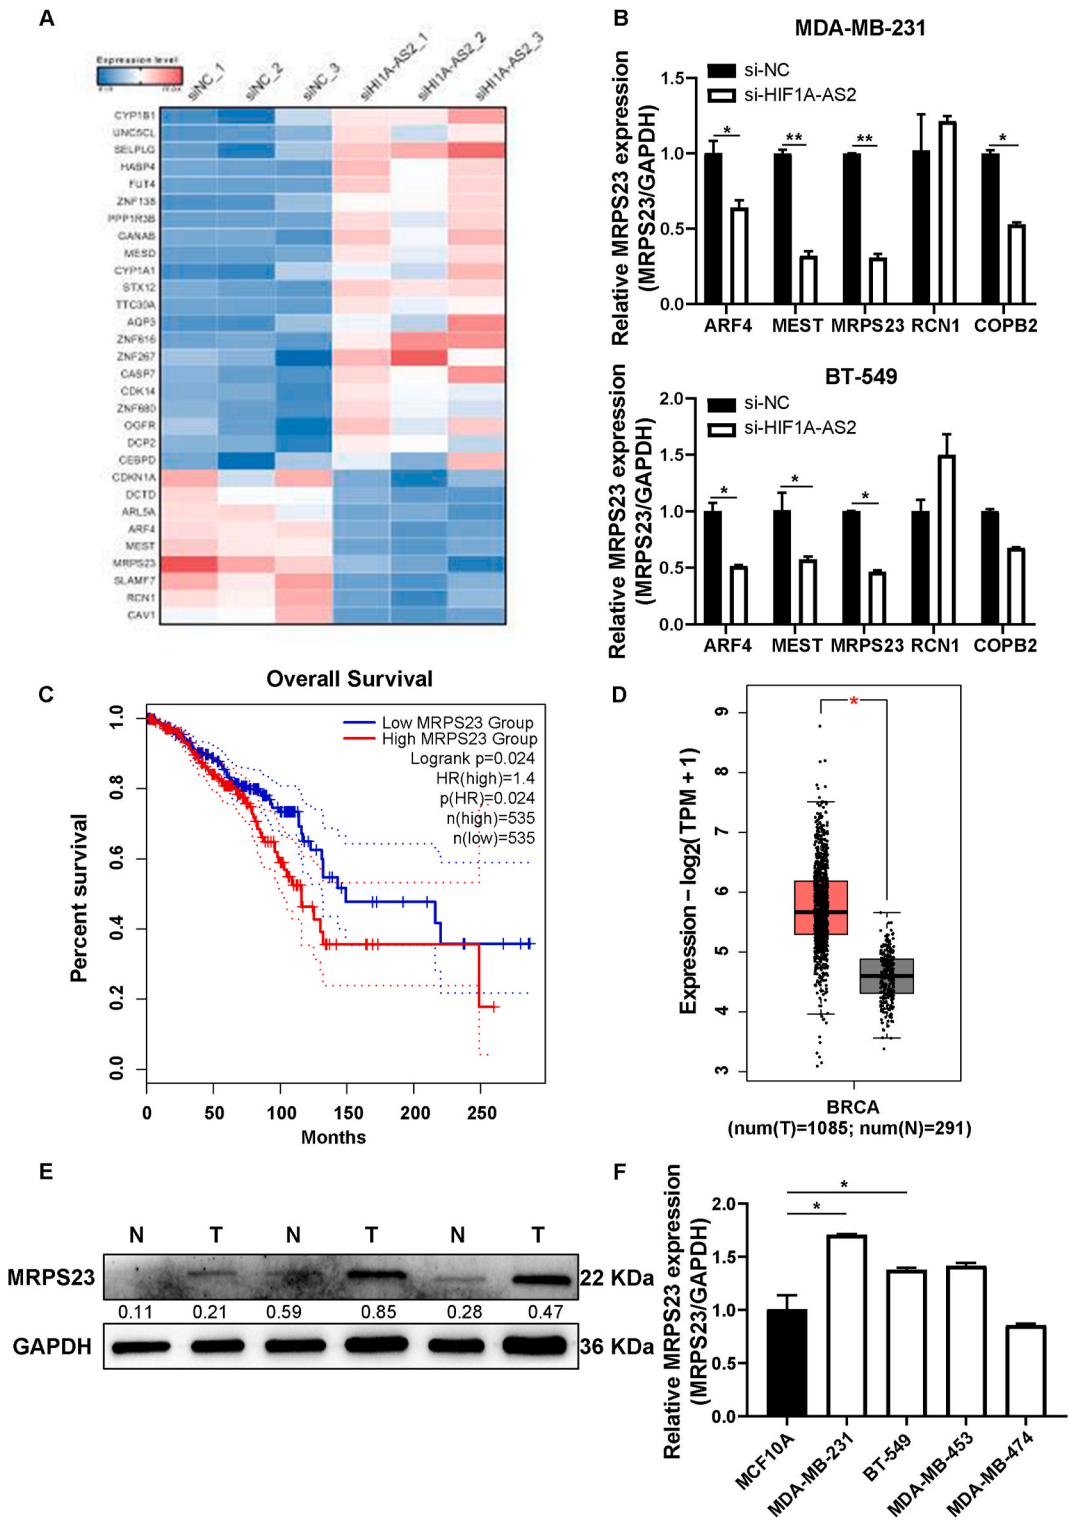 A
Expression level
siNC_1
siNC_2
siNC_3
siHI1A-AS2_1
siHI1A-AS2_2
siHI1A-AS2_3
CYP1B1
UNC5CL
SELPLG
HABP4
FUT4
ZNF138
PPP1R3B
GANAB
MESD
CYP1A1
STX12
TTC30A
AQP3
ZNF616
ZNF267
CASP7
CDK14
ZNF680
OGFR
DCP2
CEBPD
CDKN1A
DCTD
ARL5A
ARF4
MEST
MRPS23
SLAMF7
RCN1
CAV1
B
MDA-MB-231
si-NC
si-HIF1A-AS2
Relative MRPS23 expression
(MRPS23/GAPDH)
1.5
1.0
0.5
0.0
* ** ** *
ARF4 MEST MRPS23 RCN1 COPB2
BT-549
si-NC
si-HIF1A-AS2
Relative MRPS23 expression
(MRPS23/GAPDH)
2.0
1.5
1.0
0.5
0.0
* * *
ARF4 MEST MRPS23 RCN1 COPB2
C
Overall Survival
Low MRPS23 Group
High MRPS23 Group
Logrank p=0.024
HR(high)=1.4
p(HR)=0.024
n(high)=535
n(low)=535
Percent survival
1.0
0.8
0.6
0.4
0.2
0.0
0 50 100 150 200 250
Months
D
*
Expression − log2(TPM + 1)
9
8
7
6
5
4
3
BRCA
(num(T)=1085; num(N)=291)
E
N T N T N T
MRPS23 22 KDa
0.11 0.21 0.59 0.85 0.28 0.47
GAPDH 36 KDa
F
Relative MRPS23 expression
(MRPS23/GAPDH)
2.0
1.5
1.0
0.5
0.0
*
*
MCF10A
MDA-MB-231
BT-549
MDA-MB-453
MDA-MB-474